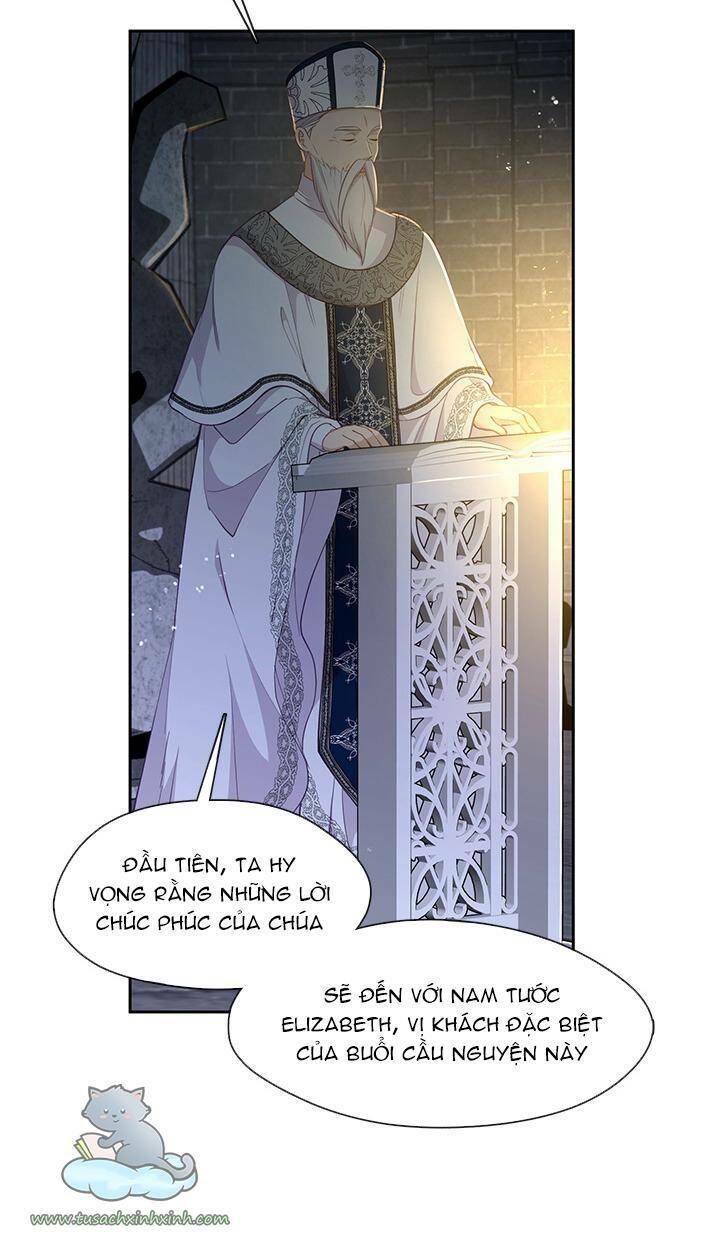 ĐẦU TIÊN, TA HY
VỌNG RẰNG NHỮNG LỜI
CHÚC PHÚC CỦA CHÚA
SẼ ĐẾN VỚI NAM TƯỚC
ELIZABETH, VỊ KHÁCH ĐẶC BIỆT
CỦA BUỔI CẦU NGUYỆN NÀY
www.tusachxinhxinh.com